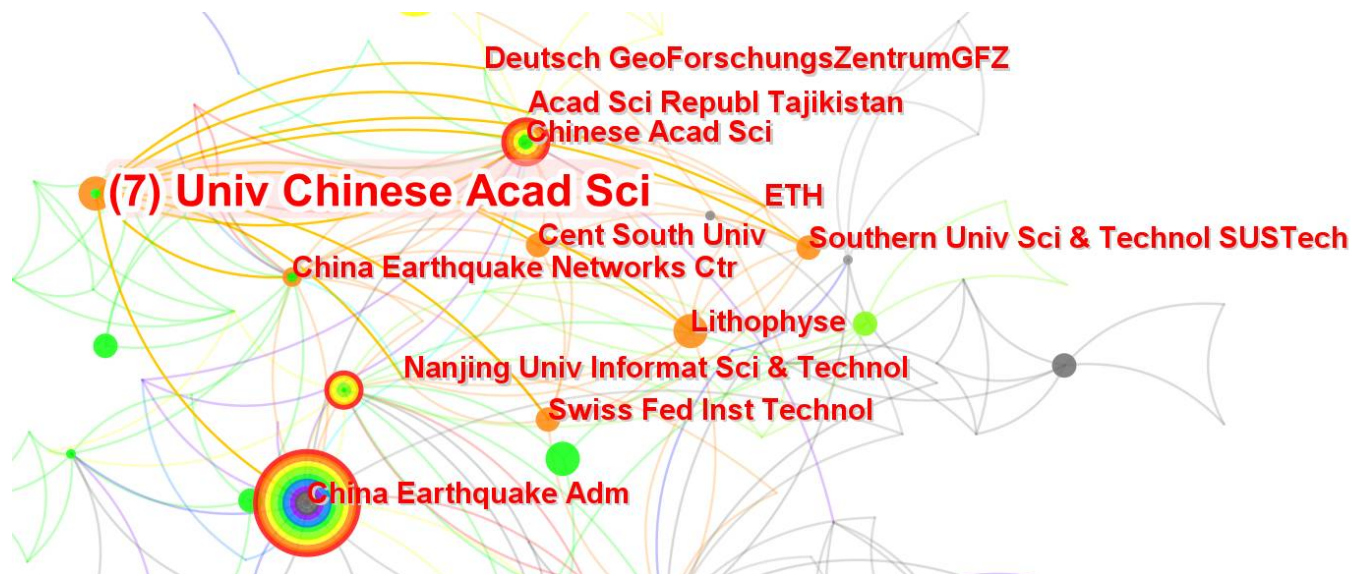 Deutsch GeoForschungsZentrumGFZ
Acad Sci Republ Tajikistan
Chinese Acad Sci
(7) Univ Chinese Acad Sci
ETH
Cent South Univ
Southern Univ Sci & Technol SUSTech
China Earthquake Networks Ctr
Lithophyse
Nanjing Univ Informat Sci & Technol
Swiss Fed Inst Technol
China Earthquake Adm